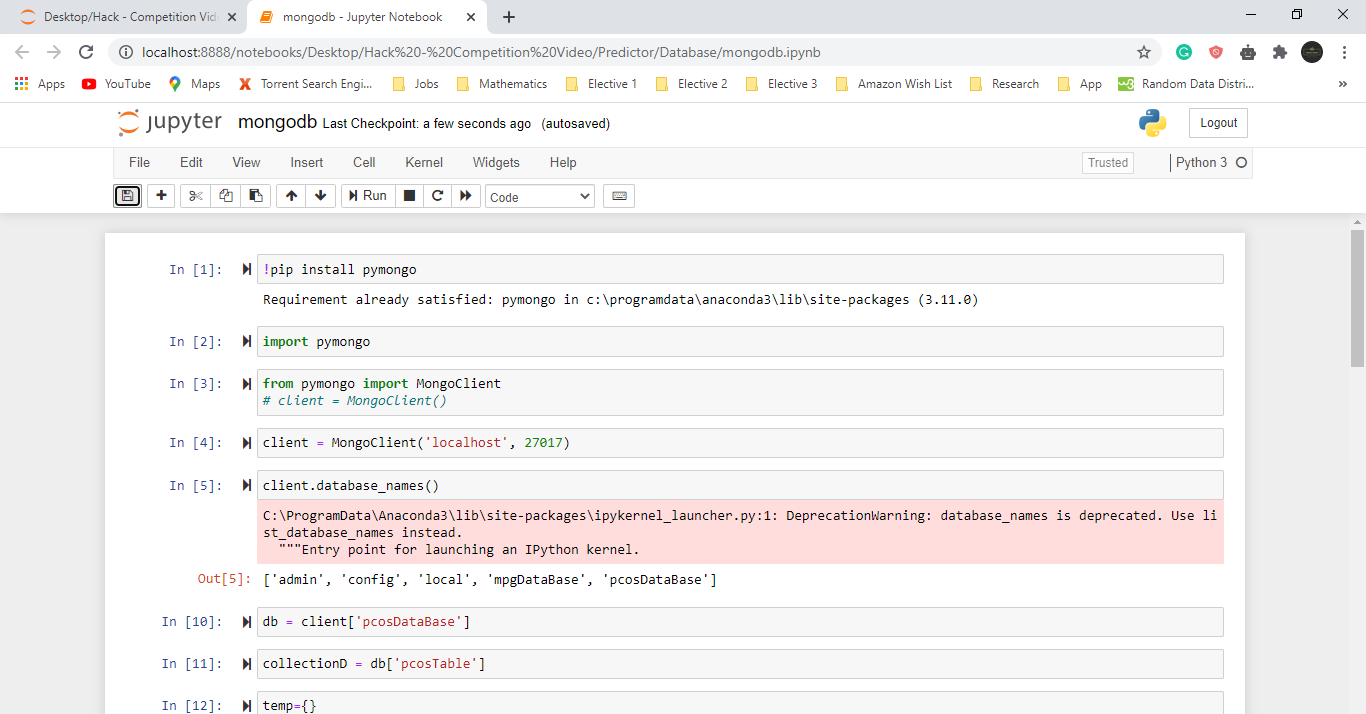 Desktop/Hack - Competition Vid
mongodb - Jupyter Notebook
localhost:8888/notebooks/Desktop/Hack%20-%20Competition%20Video/Predictor/Database/mongodb.ipynb
Apps YouTube Maps Torrent Search Engi... Jobs Mathematics Elective 1 Elective 2 Elective 3 Amazon Wish List Research App Random Data Distri... »
jupyter mongodb Last Checkpoint: a few seconds ago (autosaved) Logout
File Edit View Insert Cell Kernel Widgets Help Trusted Python 3
Run Code
In [1]: !pip install pymongo
Requirement already satisfied: pymongo in c:\programdata\anaconda3\lib\site-packages (3.11.0)
In [2]: import pymongo
In [3]: from pymongo import MongoClient
# client = MongoClient()
In [4]: client = MongoClient('localhost', 27017)
In [5]: client.database_names()
C:\ProgramData\Anaconda3\lib\site-packages\ipykernel_launcher.py:1: DeprecationWarning: database_names is deprecated. Use li
st_database_names instead.
"""Entry point for launching an IPython kernel.
Out[5]: ['admin', 'config', 'local', 'mpgDataBase', 'pcosDataBase']
In [10]: db = client['pcosDataBase']
In [11]: collectionD = db['pcosTable']
In [12]: temp={}